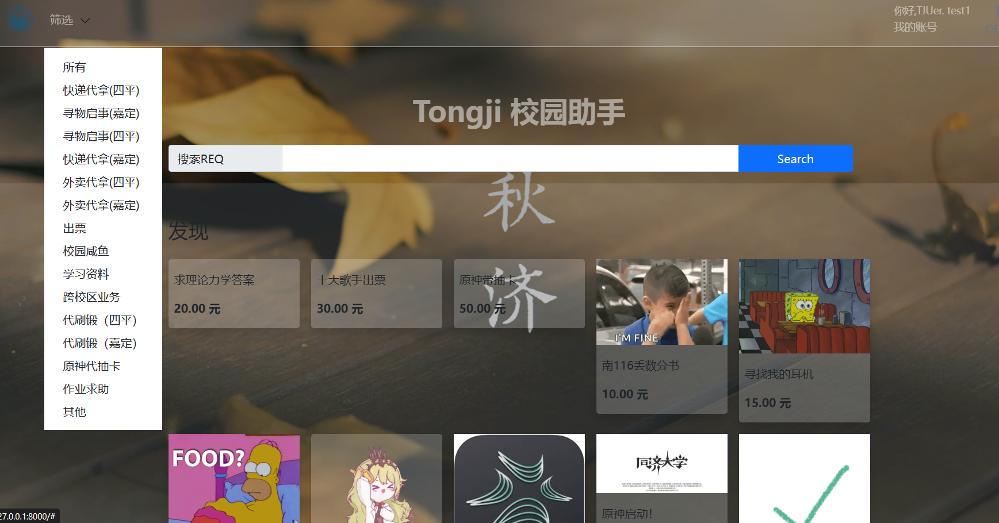 筛选
你好,TJUer. test1
我的账号
所有
快递代拿(四平)
寻物启事(嘉定)
寻物启事(四平)
快递代拿(嘉定)
外卖代拿(四平)
外卖代拿(嘉定)
出票
校园咸鱼
学习资料
跨校区业务
代刷锻（四平）
代刷锻（嘉定）
原神代抽卡
作业求助
其他
Tongji 校园助手
搜索REQ
Search
秋
济
发现
求理论力学答案
20.00 元
十大歌手出票
30.00 元
原神带抽卡
50.00 元
I'M FINE
南116丢数分书
10.00 元
寻找我的耳机
15.00 元
FOOD?
同济大学
原神启动！
27.0.0.1:8000/#